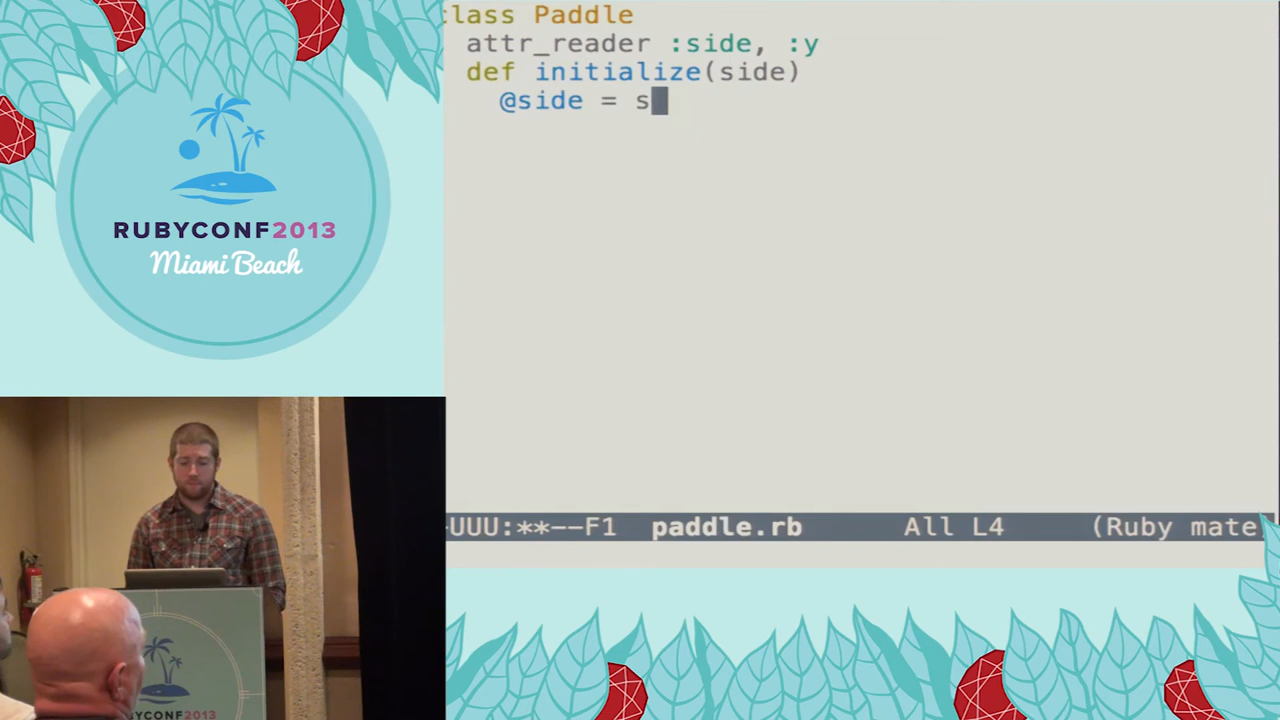 class Paddle
attr_reader :side, :y
def initialize(side)
@side = s
-UUU:**--F1 paddle.rb All L4 (Ruby mate
RUBYCONF2013
Miami Beach
BYCONF2013